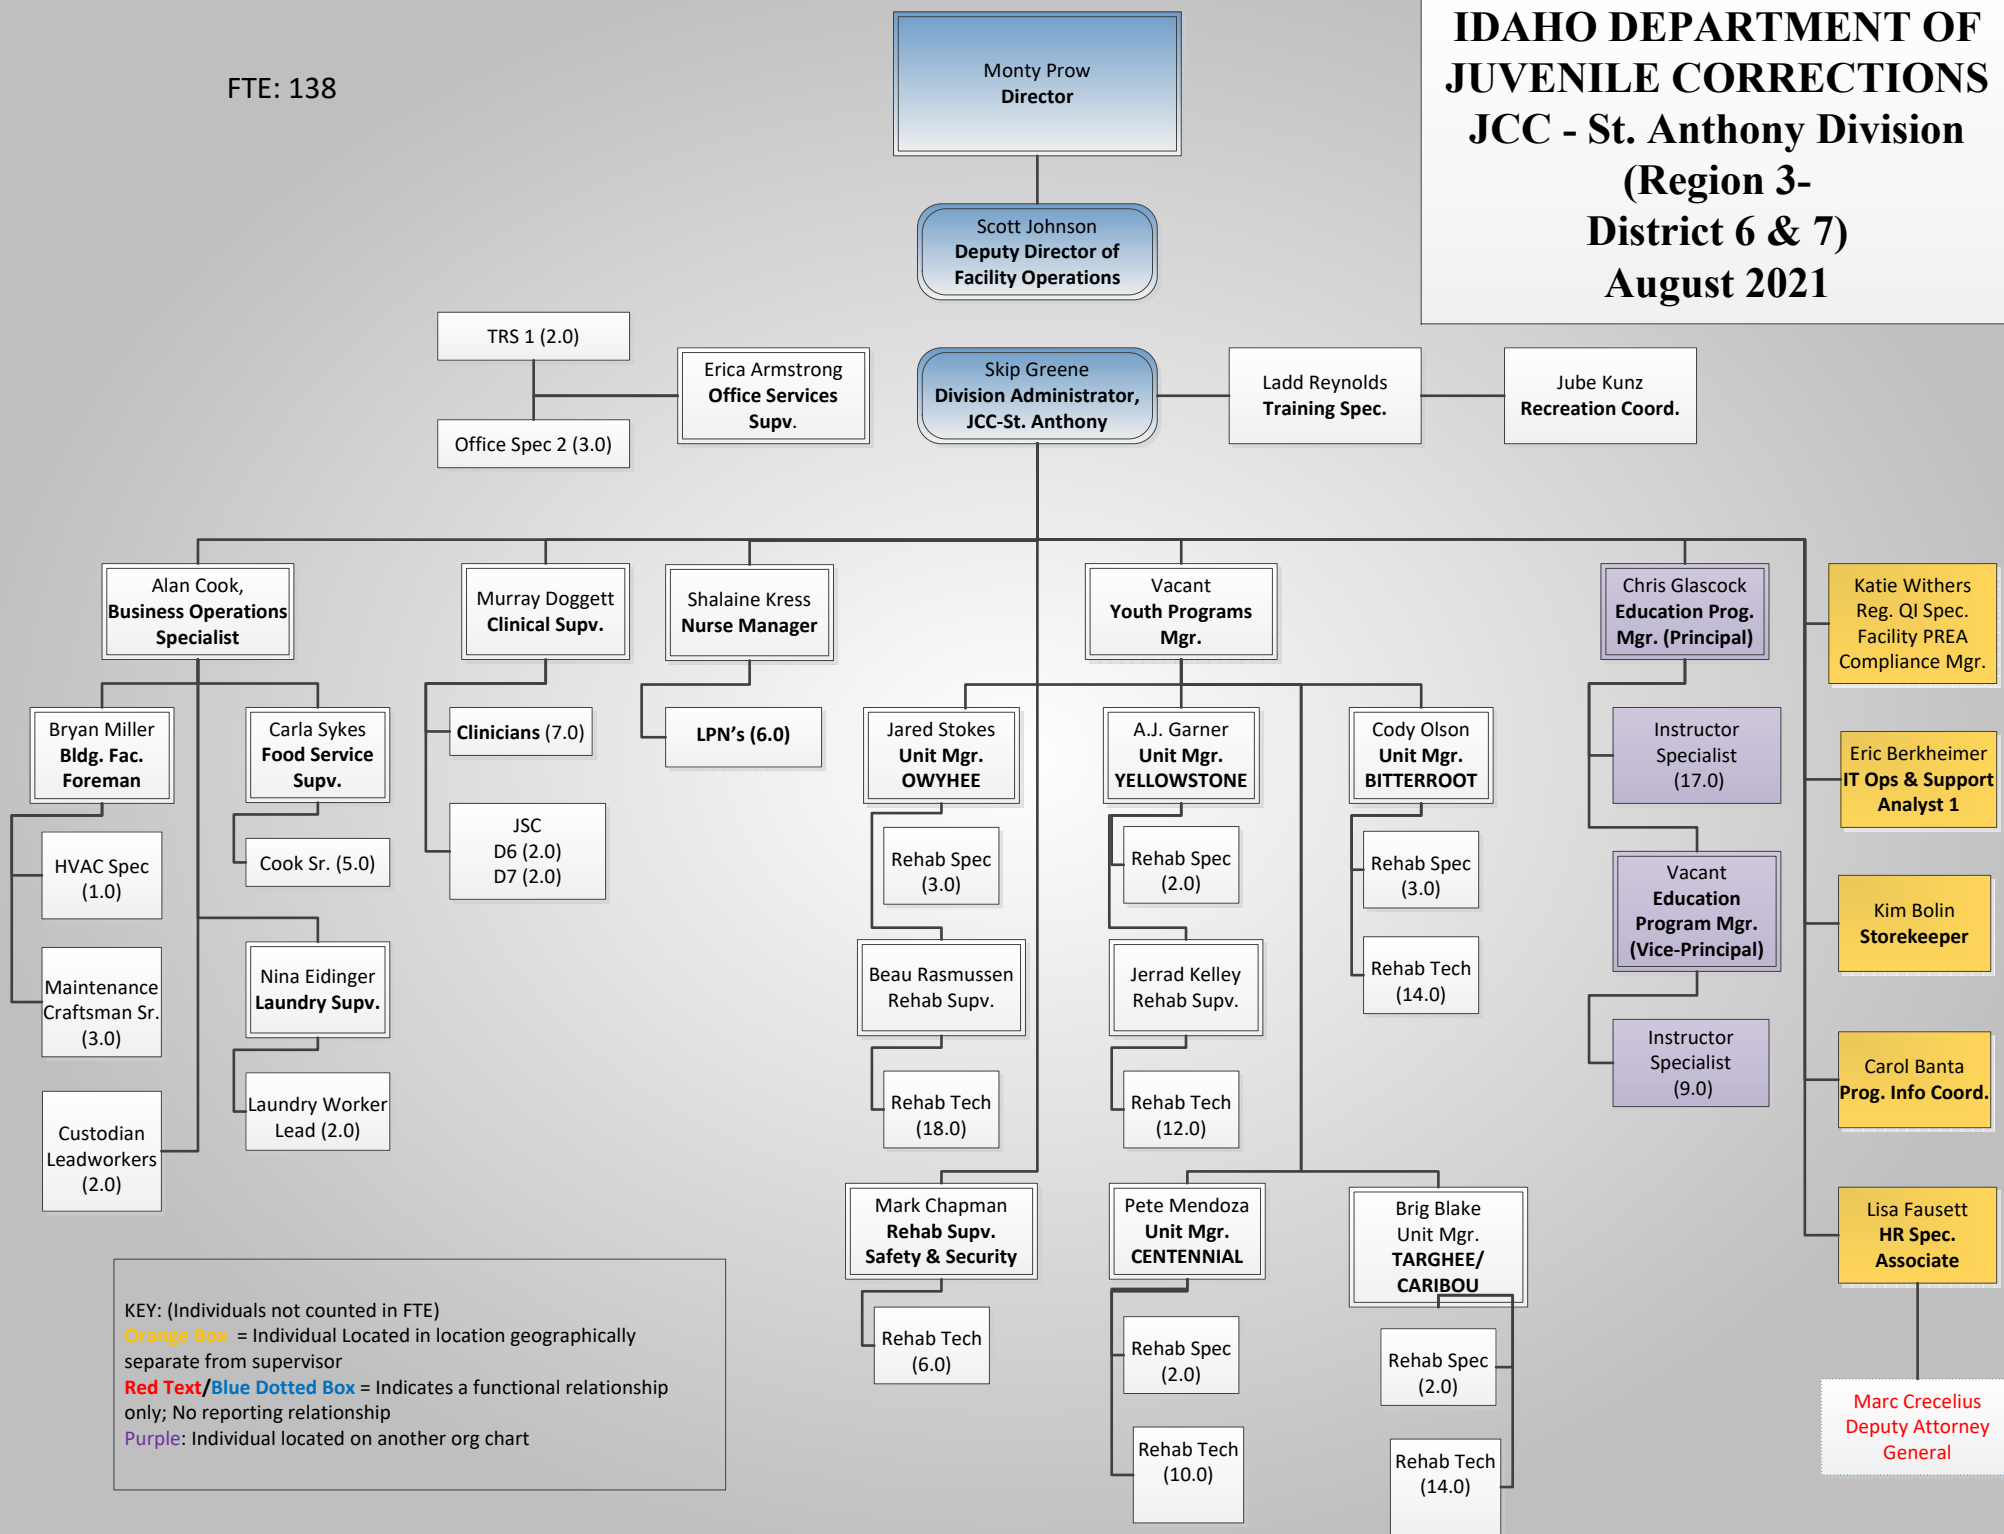 FTE: 138
Monty Prow
Director
IDAHO DEPARTMENT OF
JUVENILE CORRECTIONS
JCC - St. Anthony Division
(Region 3-
District 6 & 7)
August 2021
Scott Johnson
Deputy Director of
Facility Operations
TRS 1 (2.0)
Office Spec 2 (3.0)
Erica Armstrong
Office Services
Supv.
Skip Greene
Division Administrator,
JCC-St. Anthony
Ladd Reynolds
Training Spec.
Jube Kunz
Recreation Coord.
Alan Cook,
Business Operations
Specialist
Murray Doggett
Clinical Supv.
Shalaine Kress
Nurse Manager
Vacant
Youth Programs
Mgr.
Chris Glascock
Education Prog.
Mgr. (Principal)
Katie Withers
Reg. QI Spec.
Facility PREA
Compliance Mgr.
Bryan Miller
Bldg. Fac.
Foreman
Carla Sykes
Food Service
Supv.
Clinicians (7.0)
LPN's (6.0)
Jared Stokes
Unit Mgr.
OWYHEE
A.J. Garner
Unit Mgr.
YELLOWSTONE
Cody Olson
Unit Mgr.
BITTERROOT
Instructor
Specialist
(17.0)
Eric Berkheimer
IT Ops & Support
Analyst 1
HVAC Spec
(1.0)
Cook Sr. (5.0)
JSC
D6 (2.0)
D7 (2.0)
Rehab Spec
(3.0)
Rehab Spec
(2.0)
Rehab Spec
(3.0)
Vacant
Education
Program Mgr.
(Vice-Principal)
Kim Bolin
Storekeeper
Maintenance
Craftsman Sr.
(3.0)
Nina Eidinger
Laundry Supv.
Beau Rasmussen
Rehab Supv.
Jerrad Kelley
Rehab Supv.
Rehab Tech
(14.0)
Instructor
Specialist
(9.0)
Carol Banta
Prog. Info Coord.
Custodian
Leadworkers
(2.0)
Laundry Worker
Lead (2.0)
Rehab Tech
(18.0)
Rehab Tech
(12.0)
Mark Chapman
Rehab Supv.
Safety & Security
Pete Mendoza
Unit Mgr.
CENTENNIAL
Brig Blake
Unit Mgr.
TARGHEE/
CARIBOU
Lisa Fausett
HR Spec.
Associate
Rehab Tech
(6.0)
Rehab Spec
(2.0)
Rehab Spec
(2.0)
Rehab Tech
(10.0)
Rehab Tech
(14.0)
Marc Crecelius
Deputy Attorney
General
KEY: (Individuals not counted in FTE)
Orange Box = Individual Located in location geographically
separate from supervisor
Red Text/Blue Dotted Box = Indicates a functional relationship
only; No reporting relationship
Purple: Individual located on another org chart